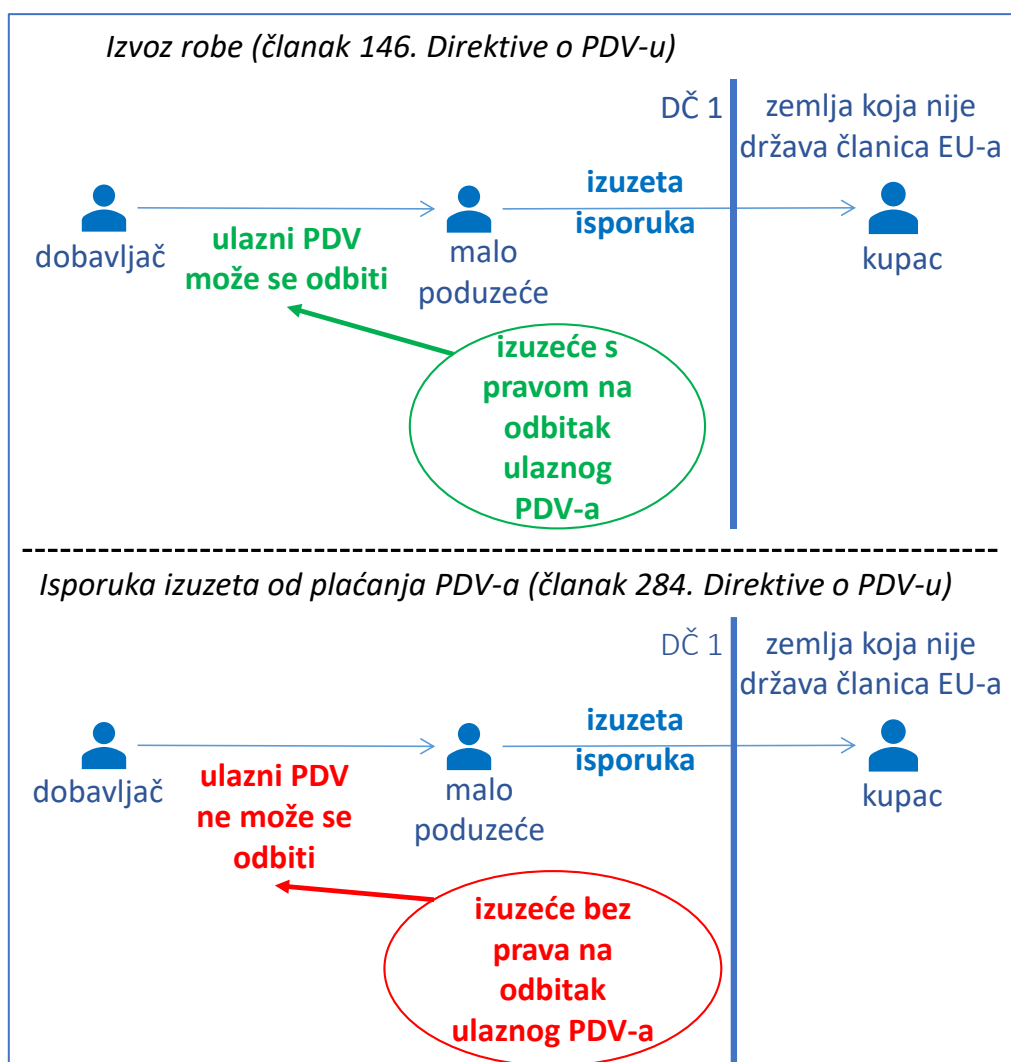 Izvoz robe (članak 146. Direktive o PDV-u)
DČ 1
zemlja koja nije
država članica EU-a
izuzeta
isporuka
dobavljač
ulazni PDV
može se odbiti
malo
poduzeće
kupac
izuzeće s
pravom na
odbitak
ulaznog
PDV-a
Isporuka izuzeta od plaćanja PDV-a (članak 284. Direktive o PDV-u)
DČ 1
zemlja koja nije
država članica EU-a
izuzeta
isporuka
dobavljač
ulazni PDV
ne može se
odbiti
malo
poduzeće
kupac
izuzeće bez
prava na
odbitak
ulaznog PDV-a